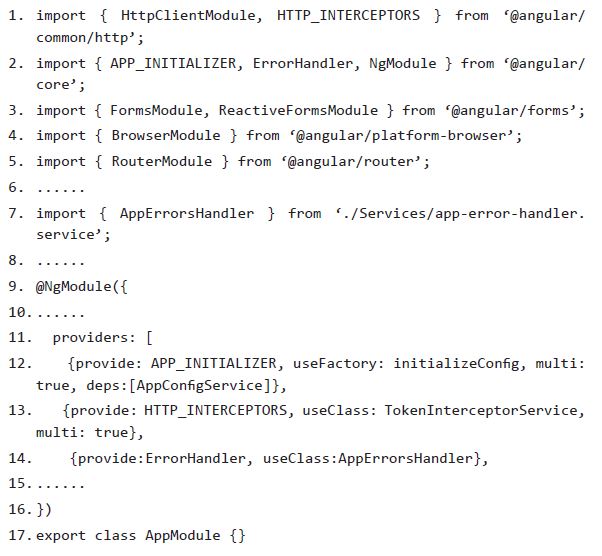 1. import { HttpClientModule, HTTP_INTERCEPTORS } from ‘@angular/
common/http’;
2. import { APP_INITIALIZER, ErrorHandler, NgModule } from ‘@angular/
core’;
3. import { FormsModule, ReactiveFormsModule } from ‘@angular/forms’;
4. import { BrowserModule } from ‘@angular/platform-browser’;
5. import { RouterModule } from ‘@angular/router’;
6. ......
7. import { AppErrorsHandler } from ‘./Services/app-error-handler.
service’;
8. ......
9. @NgModule({
10. ......
11. providers: [
12. {provide: APP_INITIALIZER, useFactory: initializeConfig, multi:
true, deps:[AppConfigService]},
13. {provide: HTTP_INTERCEPTORS, useClass: TokenInterceptorService,
multi: true},
14. {provide:ErrorHandler, useClass:AppErrorsHandler},
15. ......
16. })
17. export class AppModule {}